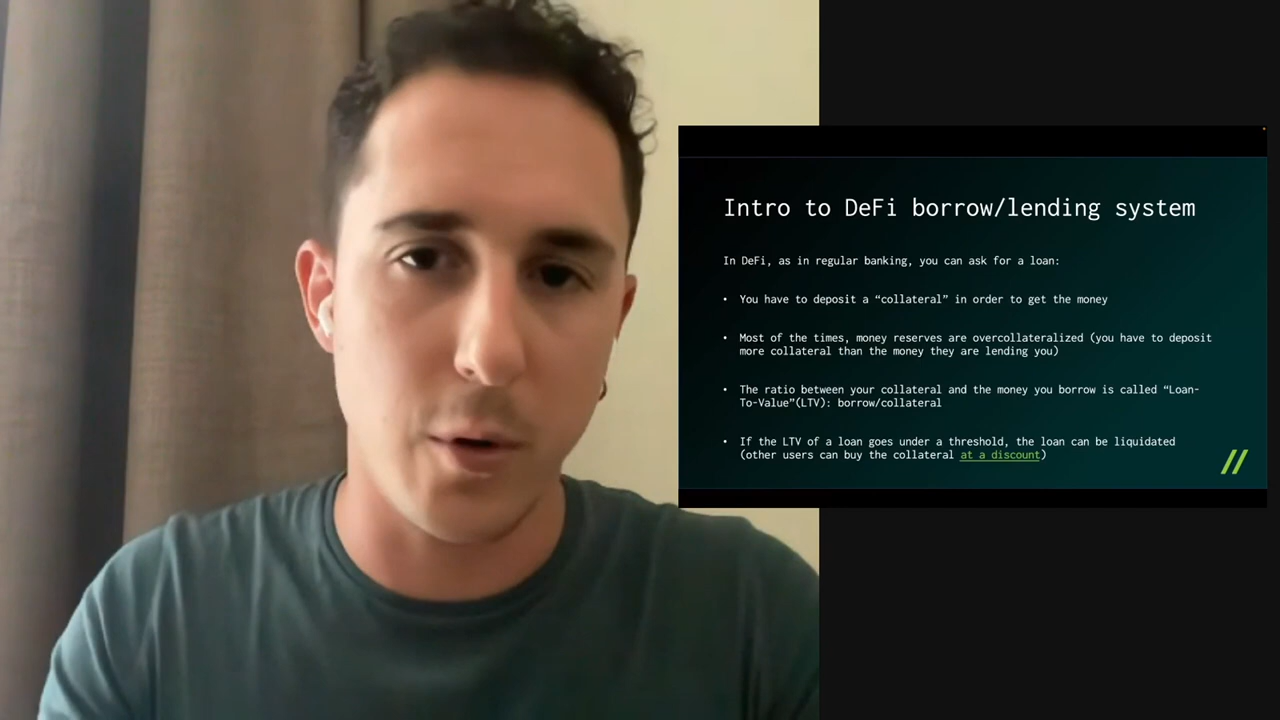 Intro to DeFi borrow/lending system
In DeFi, as in regular banking, you can ask for a loan:
• You have to deposit a “collateral” in order to get the money
• Most of the times, money reserves are overcollateralized (you have to deposit
more collateral than the money they are lending you)
• The ratio between your collateral and the money you borrow is called “Loan-
To-Value”(LTV): borrow/collateral
• If the LTV of a loan goes under a threshold, the loan can be liquidated
(other users can buy the collateral at a discount)